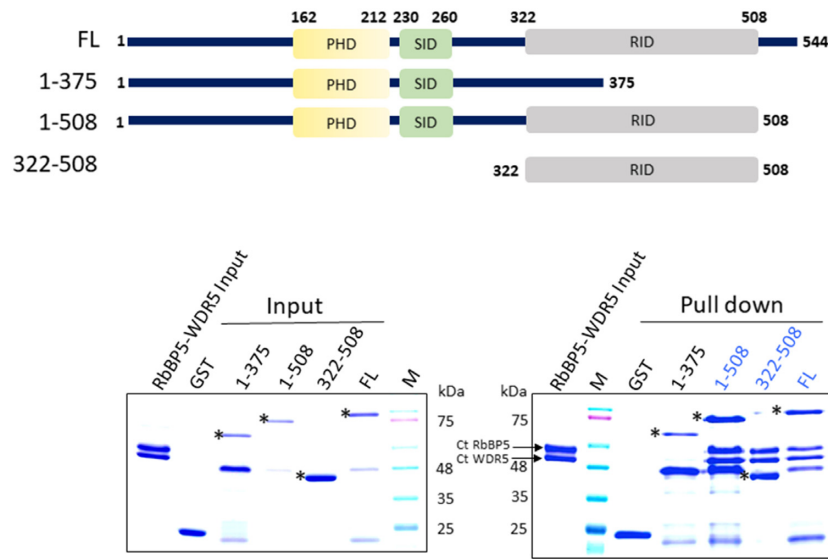 162 212 230 260 322 508
FL 1 PHD SID RID 544
1-375 1 PHD SID 375
1-508 1 PHD SID RID 508
322-508 322 RID 508
Input
RbBP5-WDR5 Input GST 1-375 1-508 322-508 FL M
kDa
75
48
35
25
* * * *
Pull down
RbBP5-WDR5 Input M GST 1-375 1-508 322-508 FL
kDa
75
Ct RbBP5
Ct WDR5
48
35
25
* * * *